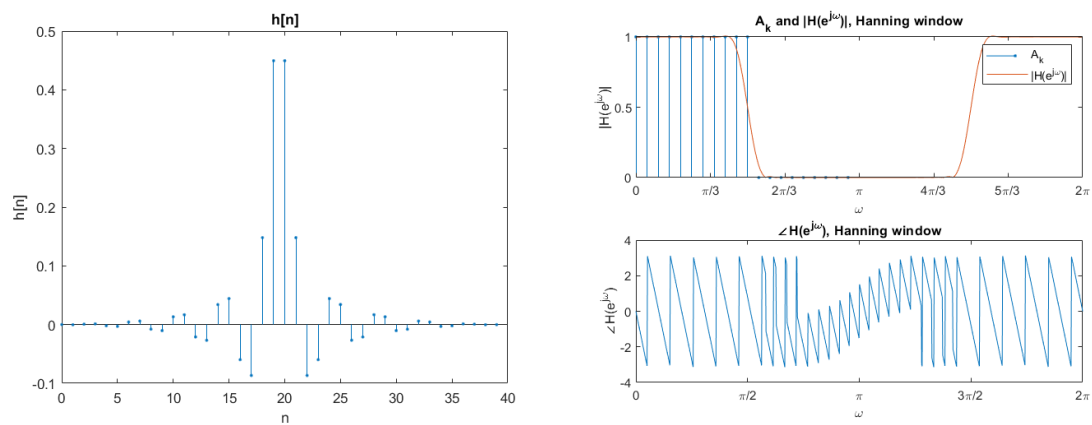 h[n]
0.5
0.4
0.3
0.2
0.1
0
-0.1
h[n]
0 5 10 15 20 25 30 35 40
n
A_k and |H(e^{jω})|, Hanning window
1
0.5
0
|H(e^{jω})|
A_k
|H(e^{jω})|
0 π/3 2π/3 π 4π/3 5π/3 2π
ω
∠H(e^{jω}), Hanning window
4
2
0
-2
-4
∠H(e^{jω})
0 π/2 π 3π/2 2π
ω